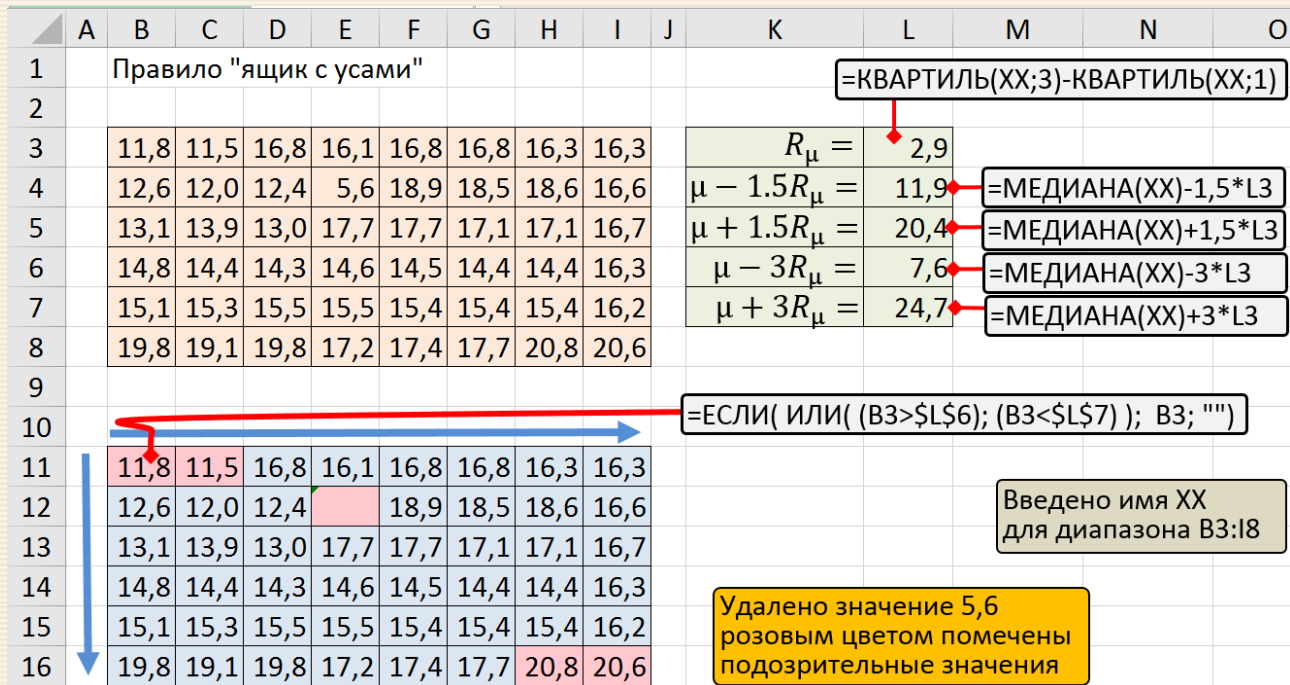 A B C D E F G H I J K L M N O
1 Правило "ящик с усами" =КВАРТИЛЬ(XX;3)-КВАРТИЛЬ(XX;1)
2
3 11,8 11,5 16,8 16,1 16,8 16,8 16,3 16,3 Rμ = 2,9
4 12,6 12,0 12,4 5,6 18,9 18,5 18,6 16,6 μ − 1.5Rμ = 11,9 =МЕДИАНА(XX)-1,5*L3
5 13,1 13,9 13,0 17,7 17,7 17,1 17,1 16,7 μ + 1.5Rμ = 20,4 =МЕДИАНА(XX)+1,5*L3
6 14,8 14,4 14,3 14,6 14,5 14,4 14,4 16,3 μ − 3Rμ = 7,6 =МЕДИАНА(XX)-3*L3
7 15,1 15,3 15,5 15,5 15,4 15,4 15,4 16,2 μ + 3Rμ = 24,7 =МЕДИАНА(XX)+3*L3
8 19,8 19,1 19,8 17,2 17,4 17,7 20,8 20,6
9
10 =ЕСЛИ( ИЛИ( (B3>$L$6); (B3<$L$7) ); B3; "")
11 11,8 11,5 16,8 16,1 16,8 16,8 16,3 16,3
12 12,6 12,0 12,4 18,9 18,5 18,6 16,6
Введено имя XX
для диапазона B3:I8
13 13,1 13,9 13,0 17,7 17,7 17,1 17,1 16,7
14 14,8 14,4 14,3 14,6 14,5 14,4 14,4 16,3
15 15,1 15,3 15,5 15,5 15,4 15,4 15,4 16,2
16 19,8 19,1 19,8 17,2 17,4 17,7 20,8 20,6
Удалено значение 5,6
розовым цветом помечены
подозрительные значения